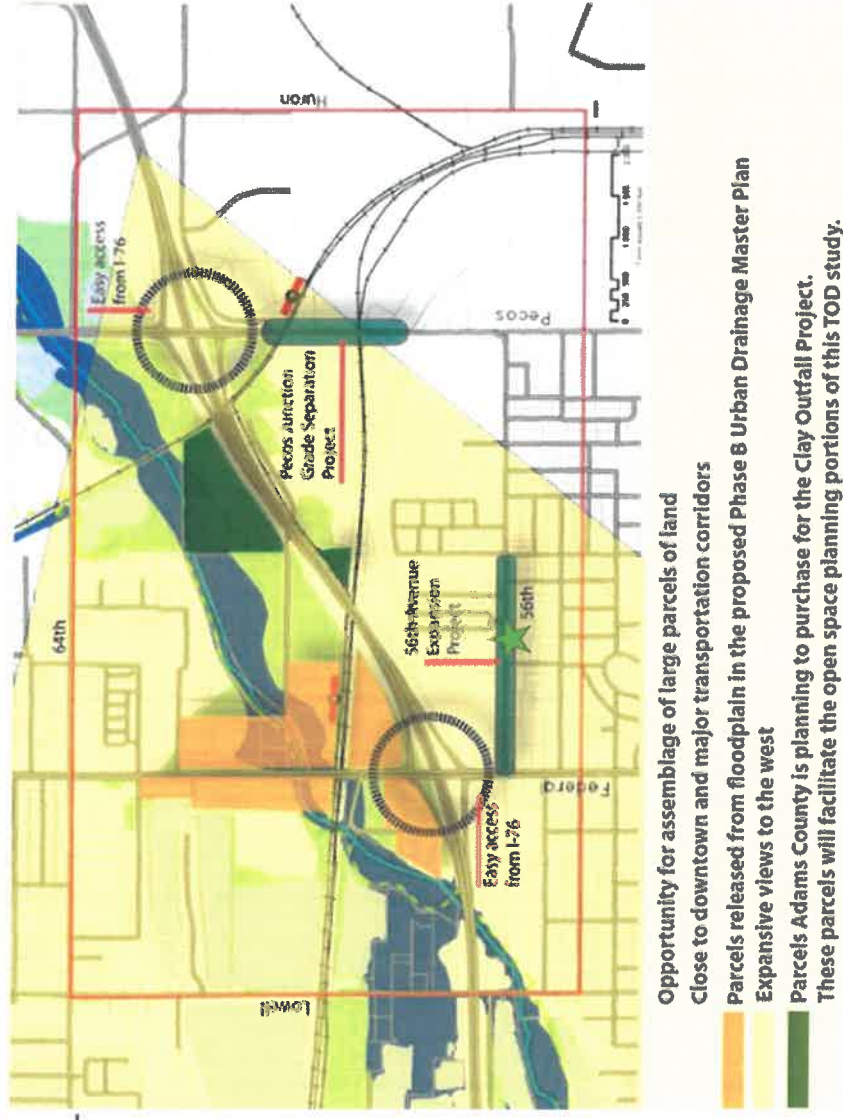 64th
Easy access
from I-76
Huron
Pecos Junction
Grade Separation
Project
Pecos
56th Avenue
Expansion
Project
56th
Federal
Easy access
from I-76
Lowell
Opportunity for assemblage of large parcels of land
Close to downtown and major transportation corridors
Parcels released from floodplain in the proposed Phase B Urban Drainage Master Plan
Expansive views to the west
Parcels Adams County is planning to purchase for the Clay Outfall Project.
These parcels will facilitate the open space planning portions of this TOD study.